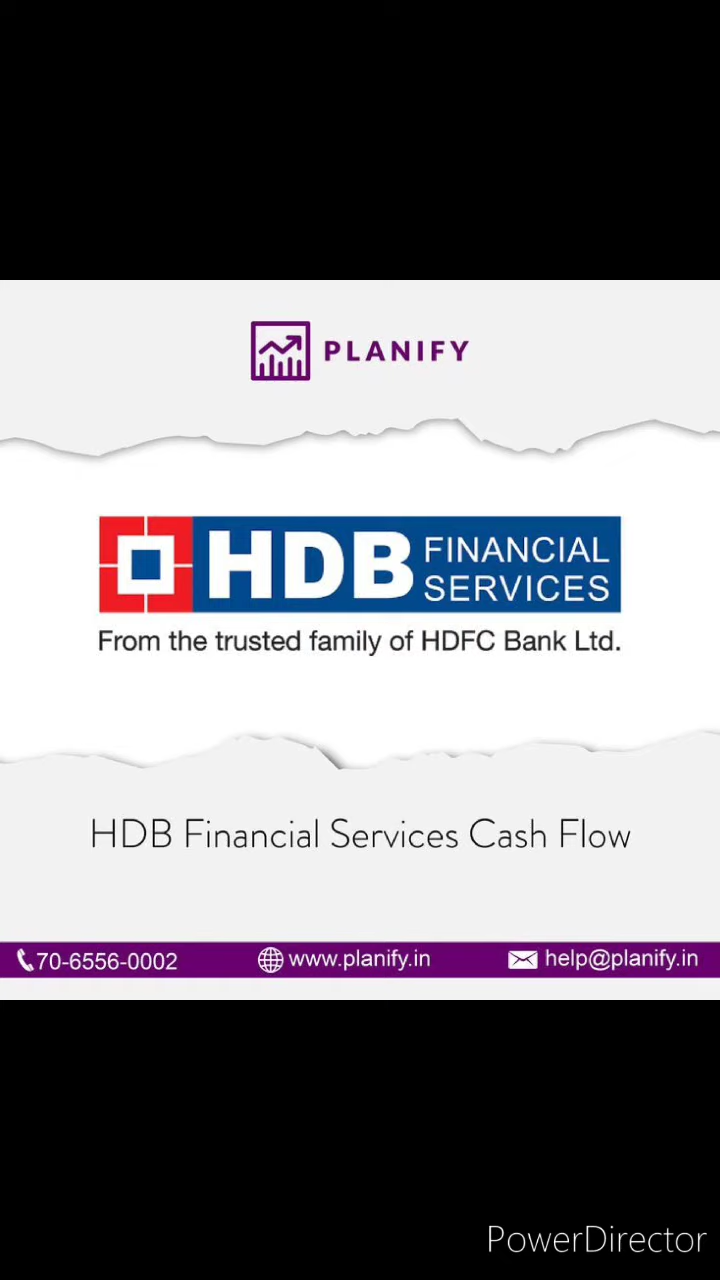 PLANIFY
HDB FINANCIAL SERVICES
From the trusted family of HDFC Bank Ltd.
HDB Financial Services Cash Flow
70-6556-0002 www.planify.in help@planify.in
PowerDirector